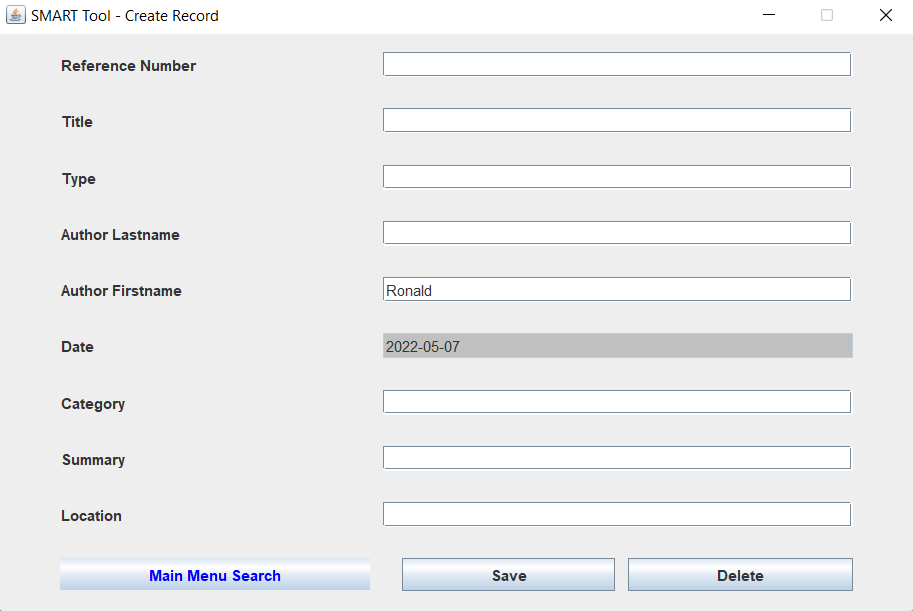 SMART Tool - Create Record
Reference Number
Title
Type
Author Lastname
Author Firstname Ronald
Date 2022-05-07
Category
Summary
Location
Main Menu Search Save Delete